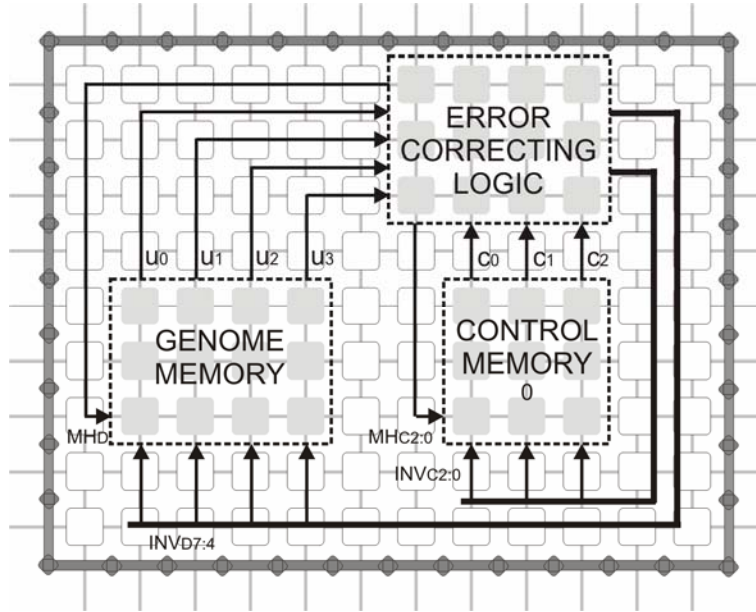 ERROR
CORRECTING
LOGIC
u0 u1 u2 u3
c0 c1 c2
GENOME
MEMORY
CONTROL
MEMORY
0
MHD
MHC2:0
INVC2:0
INVD7:4